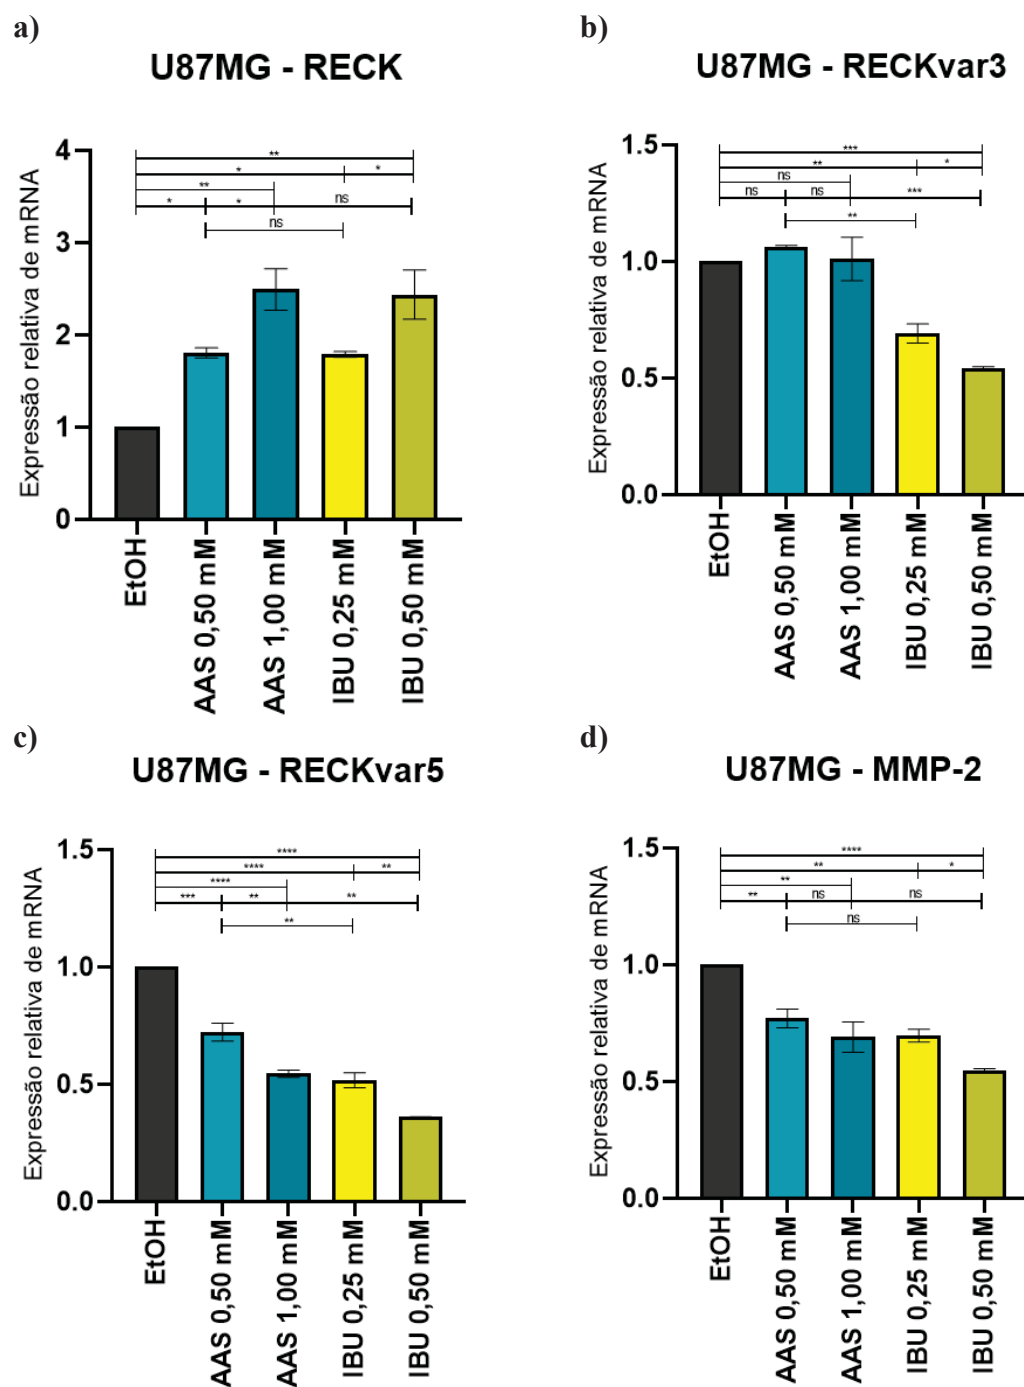 a)
U87MG - RECK
Expressão relativa de mRNA
4
3
2
1
0
**
*
*
**
*
*
ns
ns
EtOH
AAS 0,50 mM
AAS 1,00 mM
IBU 0,25 mM
IBU 0,50 mM
b)
U87MG - RECKvar3
Expressão relativa de mRNA
1.5
1.0
0.5
0.0
***
**
*
ns
ns
ns
***
**
EtOH
AAS 0,50 mM
AAS 1,00 mM
IBU 0,25 mM
IBU 0,50 mM
c)
U87MG - RECKvar5
Expressão relativa de mRNA
1.5
1.0
0.5
0.0
****
****
**
****
***
**
**
**
EtOH
AAS 0,50 mM
AAS 1,00 mM
IBU 0,25 mM
IBU 0,50 mM
d)
U87MG - MMP-2
Expressão relativa de mRNA
1.5
1.0
0.5
0.0
****
**
*
**
**
ns
ns
ns
EtOH
AAS 0,50 mM
AAS 1,00 mM
IBU 0,25 mM
IBU 0,50 mM